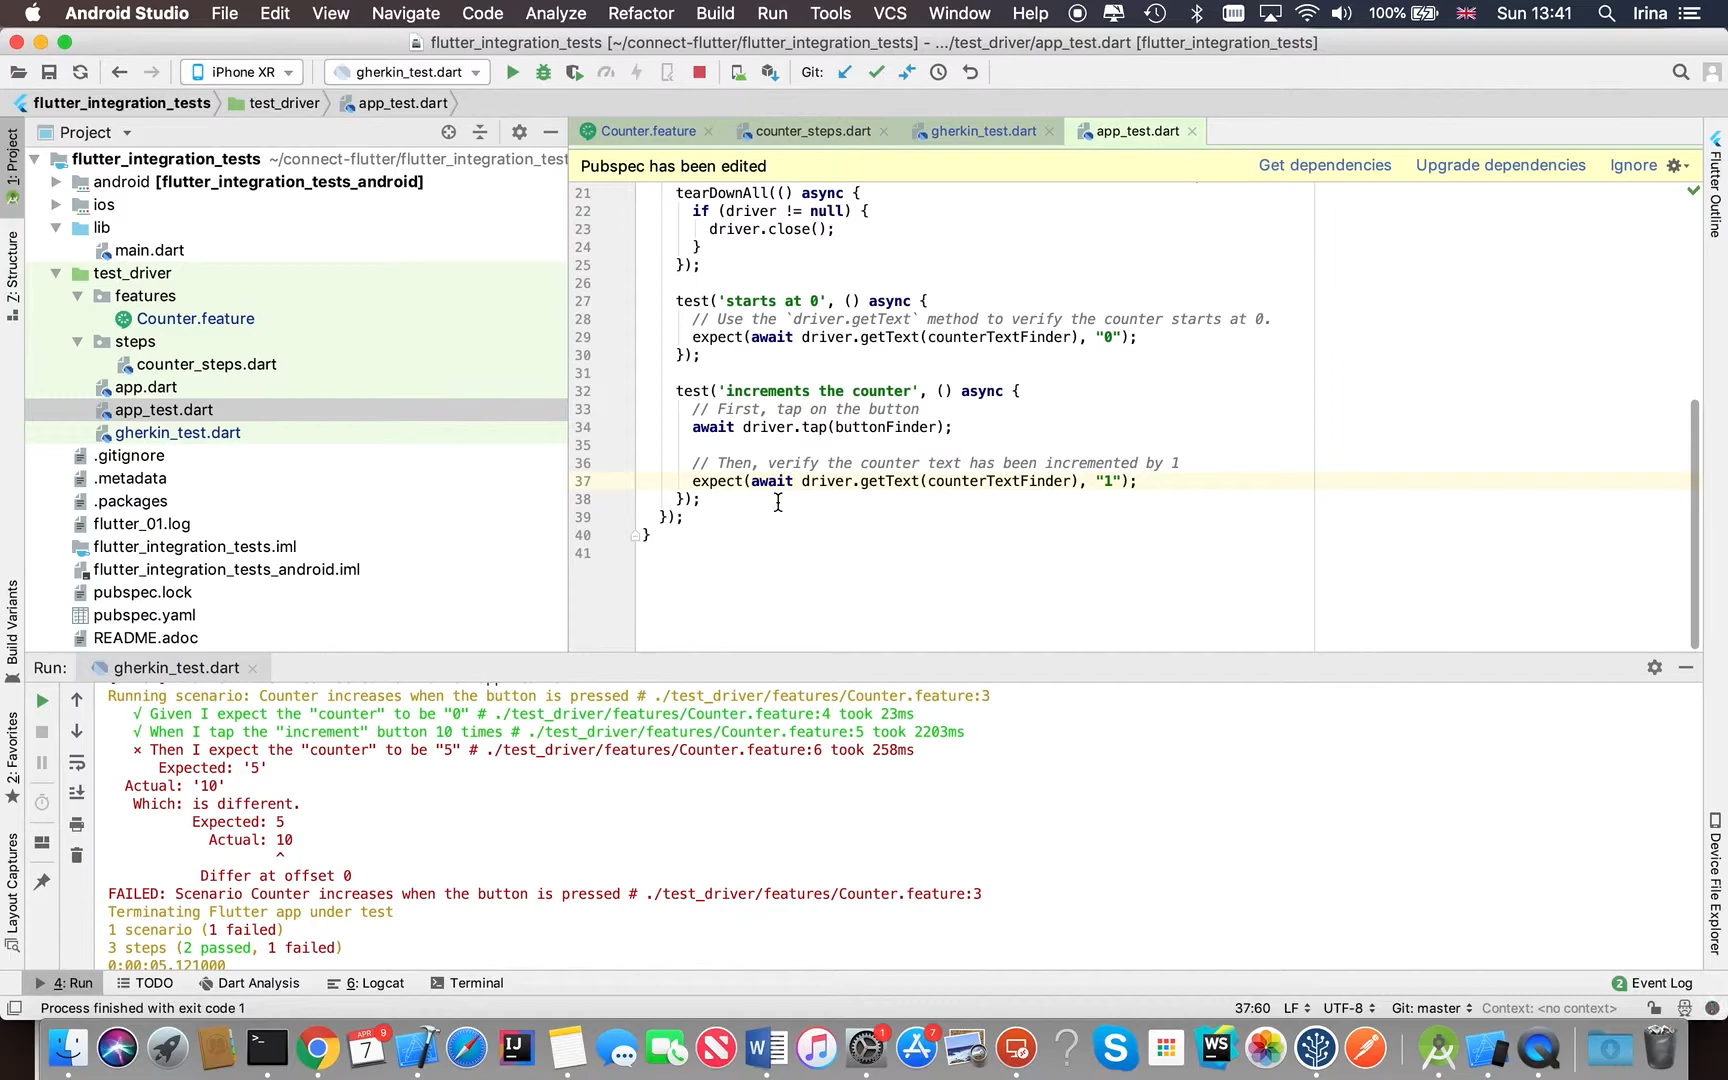 Android Studio File Edit View Navigate Code Analyze Refactor Build Run Tools VCS Window Help 100% Sun 13:41 Irina
flutter_integration_tests [~/connect-flutter/flutter_integration_tests] - .../test_driver/app_test.dart [flutter_integration_tests]
iPhone XR gherkin_test.dart Git:
flutter_integration_tests test_driver app_test.dart
Project
Counter.feature counter_steps.dart gherkin_test.dart app_test.dart
Pubspec has been edited Get dependencies Upgrade dependencies Ignore
1: Project
Z: Structure
Build Variants
2: Favorites
Layout Captures
Flutter Outline
Device File Explorer
flutter_integration_tests ~/connect-flutter/flutter_integration_test
android [flutter_integration_tests_android]
ios
lib
main.dart
test_driver
features
Counter.feature
steps
counter_steps.dart
app.dart
app_test.dart
gherkin_test.dart
.gitignore
.metadata
.packages
flutter_01.log
flutter_integration_tests.iml
flutter_integration_tests_android.iml
pubspec.lock
pubspec.yaml
README.adoc
21 tearDownAll(() async {
22 if (driver != null) {
23 driver.close();
24 }
25 });
26
27 test('starts at 0', () async {
28 // Use the `driver.getText` method to verify the counter starts at 0.
29 expect(await driver.getText(counterTextFinder), "0");
30 });
31
32 test('increments the counter', () async {
33 // First, tap on the button
34 await driver.tap(buttonFinder);
35
36 // Then, verify the counter text has been incremented by 1
37 expect(await driver.getText(counterTextFinder), "1");
38 });
39 });
40 }
41
Run: gherkin_test.dart
Running scenario: Counter increases when the button is pressed # ./test_driver/features/Counter.feature:3
√ Given I expect the "counter" to be "0" # ./test_driver/features/Counter.feature:4 took 23ms
√ When I tap the "increment" button 10 times # ./test_driver/features/Counter.feature:5 took 2203ms
× Then I expect the "counter" to be "5" # ./test_driver/features/Counter.feature:6 took 258ms
Expected: '5'
Actual: '10'
Which: is different.
Expected: 5
Actual: 10
^
Differ at offset 0
FAILED: Scenario Counter increases when the button is pressed # ./test_driver/features/Counter.feature:3
Terminating Flutter app under test
1 scenario (1 failed)
3 steps (2 passed, 1 failed)
0:00:05.121000
4: Run TODO Dart Analysis 6: Logcat Terminal 2 Event Log
Process finished with exit code 1 37:60 LF UTF-8 Git: master Context: <no context>
APR 7 9 IJ W 1 7 S WS